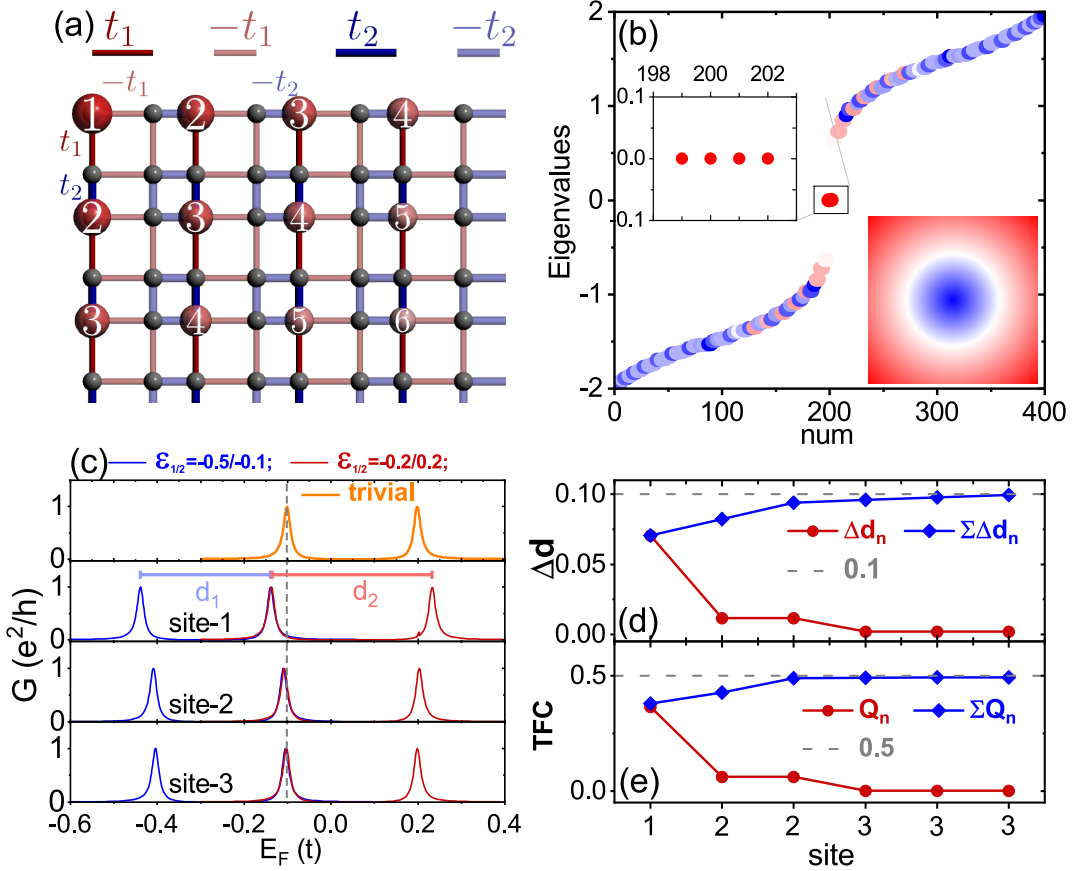 (a) t₁ -t₁ t₂ -t₂
-t₁ -t₂
1 2 3 4
t₁
t₂
2 3 4 5
3 4 5 6
(b)
198 200 202
0.1
0.0
-0.1
2
1
0
-1
-2
Eigenvalues
0 100 200 300 400
num
(c) ε1/2=-0.5/-0.1; ε1/2=-0.2/0.2;
trivial
1
0
d₁ d₂
1
site-1
0
1
site-2
0
1
site-3
0
G (e²/h)
-0.6 -0.4 -0.2 0.0 0.2 0.4
E_F (t)
0.10
0.05
0.00
Δd
Δdₙ ΣΔdₙ
0.1
(d)
0.5
0.0
TFC
Qₙ ΣQₙ
0.5
(e)
1 2 2 3 3 3
site